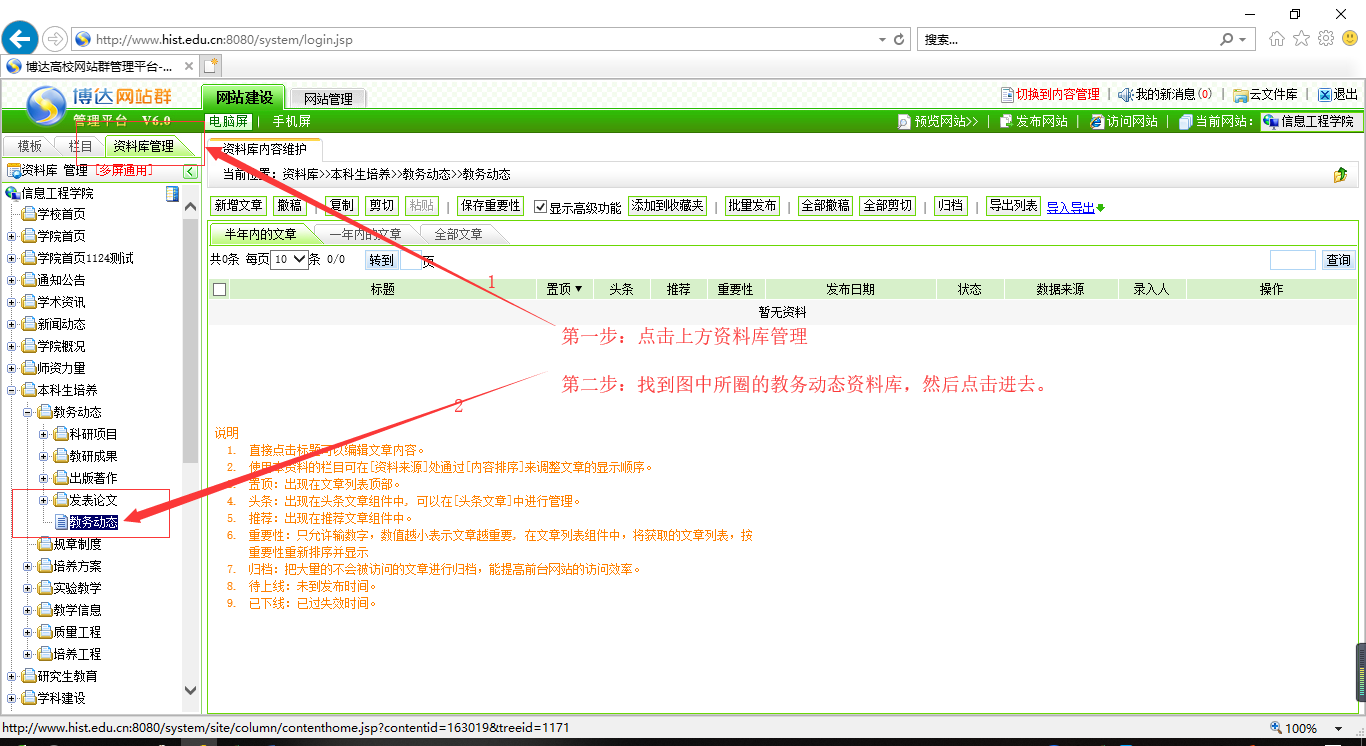 http://www.hist.edu.cn:8080/system/login.jsp
搜索...
博达高校网站群管理平台-...
博达网站群
管理平台 V6.0
网站建设 网站管理
切换到内容管理 | 我的新消息(0) | 云文件库 | 退出
电脑屏 | 手机屏
预览网站>> | 发布网站 | 访问网站 | 当前网站: 信息工程学院
模板 栏目 资料库管理
资料库内容维护
资料库 管理 [多屏通用]
当前位置: 资料库>>本科生培养>>教务动态>>教务动态
新增文章 撤稿 | 复制 剪切 粘贴 | 保存重要性 显示高级功能 添加到收藏夹 | 批量发布 | 全部撤稿 全部剪切 | 归档 | 导出列表 导入导出
半年内的文章 一年内的文章 全部文章
共0条 每页 10 条 0/0 转到 页
查询
标题 置顶▼ 头条 推荐 重要性 发布日期 状态 数据来源 录入人 操作
暂无资料
1
第一步：点击上方资料库管理
第二步：找到图中所圈的教务动态资料库，然后点击进去。
2
说明
1. 直接点击标题可以编辑文章内容。
2. 使用本资料的栏目可在[资料来源]处通过[内容排序]来调整文章的显示顺序。
3. 置顶：出现在文章列表顶部。
4. 头条：出现在头条文章组件中，可以在[头条文章]中进行管理。
5. 推荐：出现在推荐文章组件中。
6. 重要性：只允许输数字，数值越小表示文章越重要，在文章列表组件中，将获取的文章列表，按
重要性重新排序并显示
7. 归档：把大量的不会被访问的文章进行归档，能提高前台网站的访问效率。
8. 待上线：未到发布时间。
9. 已下线：已过失效时间。
信息工程学院
学校首页
学院首页
学院首页1124测试
通知公告
学术资讯
新闻动态
学院概况
师资力量
本科生培养
教务动态
科研项目
教研成果
出版著作
发表论文
教务动态
规章制度
培养方案
实验教学
教学信息
质量工程
培养工程
研究生教育
学科建设
http://www.hist.edu.cn:8080/system/site/column/contenthome.jsp?contentid=163019&treeid=1171
100%